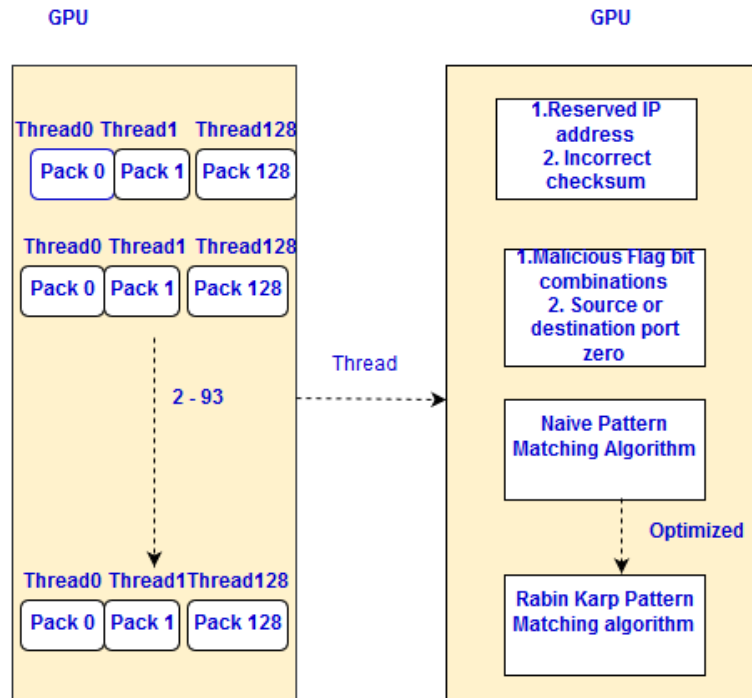 GPU
GPU
Thread0 Thread1 Thread128
Pack 0 Pack 1 Pack 128
Thread0 Thread1 Thread128
Pack 0 Pack 1 Pack 128
2 - 93
Thread0 Thread1Thread128
Pack 0 Pack 1 Pack 128
Thread
1.Reserved IP
address
2. Incorrect
checksum
1.Malicious Flag bit
combinations
2. Source or
destination port
zero
Naive Pattern
Matching Algorithm
Optimized
Rabin Karp Pattern
Matching algorithm